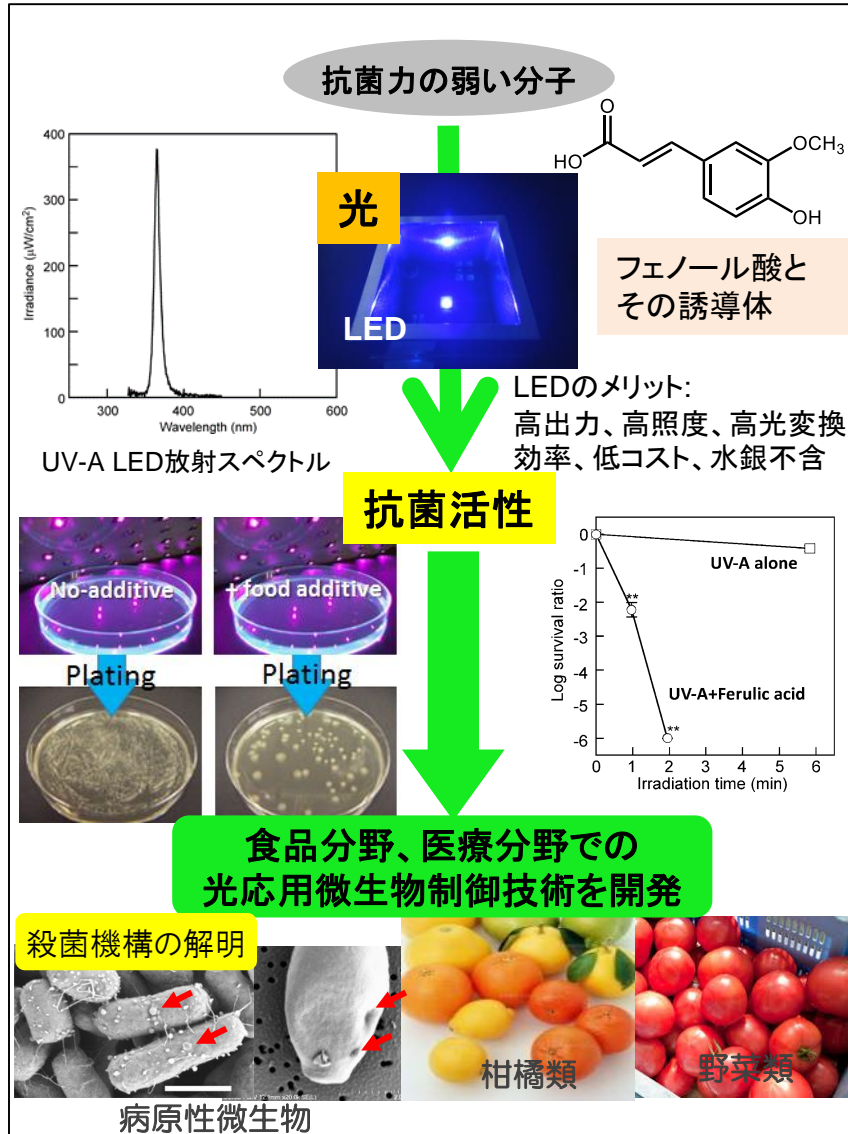 抗菌力の弱い分子
400
300
200
100
0
300
400
500
600
Irradiance (μW/cm²)
Wavelength (nm)
UV-A LED放射スペクトル
光
LED
O
HO
OCH₃
OH
フェノール酸と
その誘導体
LEDのメリット:
高出力、高照度、高光変換
効率、低コスト、水銀不含
抗菌活性
No-additive
+ food additive
Plating
Plating
0
-1
-2
-3
-4
-5
-6
0
1
2
3
4
5
6
Log survival ratio
Irradiation time (min)
UV-A alone
**
UV-A+Ferulic acid
**
食品分野、医療分野での
光応用微生物制御技術を開発
殺菌機構の解明
病原性微生物
柑橘類
野菜類